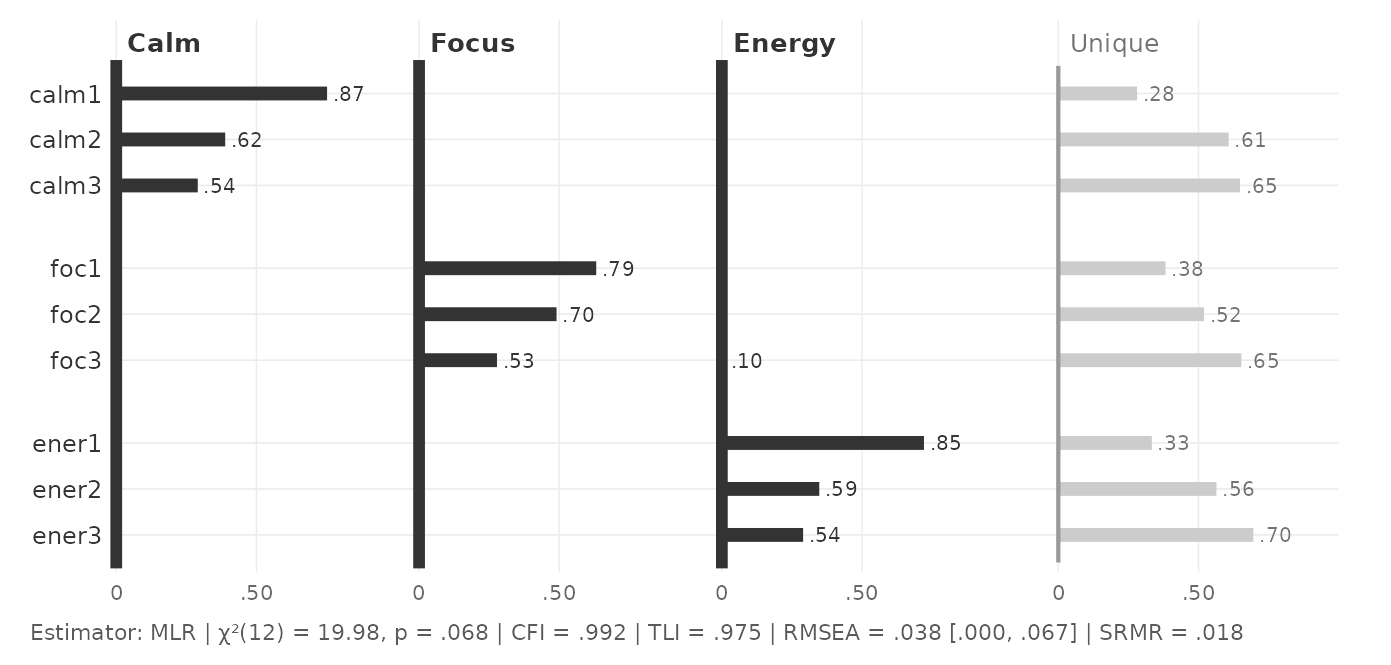 Calm Focus Energy Unique
calm1 .87 .28
calm2 .62 .61
calm3 .54 .65
foc1 .79 .38
foc2 .70 .52
foc3 .53 .10 .65
ener1 .85 .33
ener2 .59 .56
ener3 .54 .70
0 .50 0 .50 0 .50 0 .50
Estimator: MLR | χ²(12) = 19.98, p = .068 | CFI = .992 | TLI = .975 | RMSEA = .038 [.000, .067] | SRMR = .018